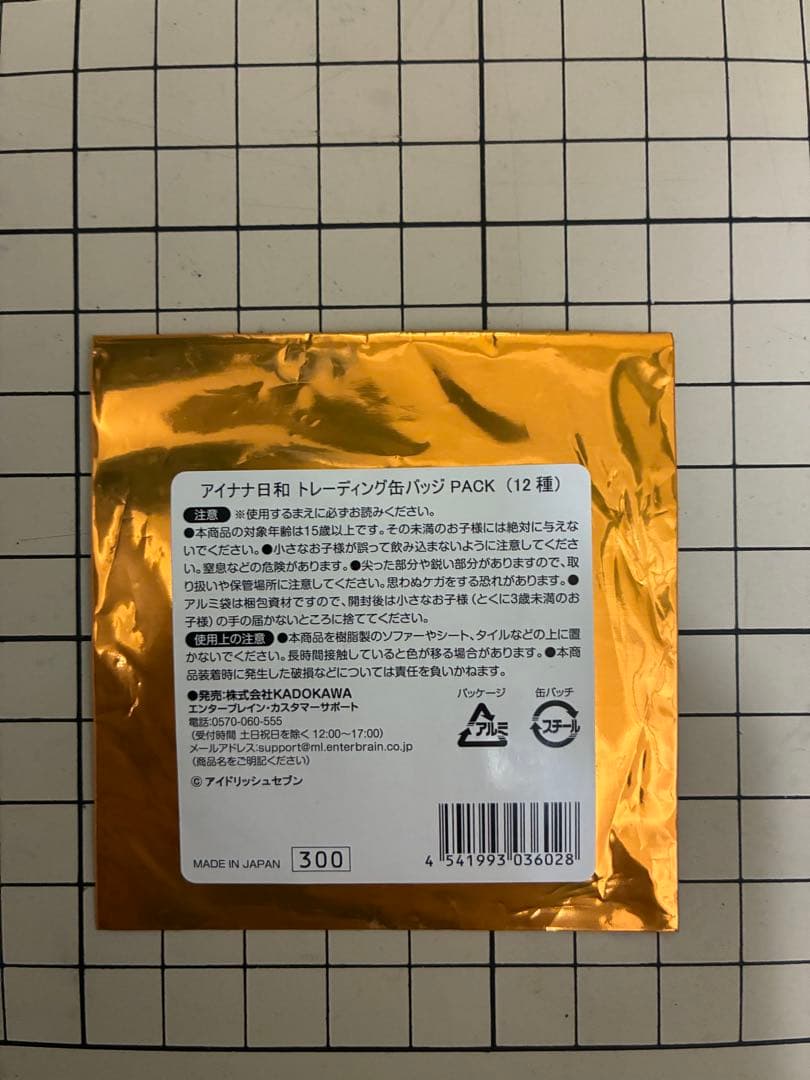 アイナナ日和 トレーディング缶バッジ PACK (12 種)
注意 ※使用するまえに必ずお読みください。
●本商品の対象年齢は15歳以上です。その未満のお子様には絶対に与えな
いでください。●小さなお子様が誤って飲み込まないように注意してくださ
い。窒息などの危険があります。●尖った部分や鋭い部分がありますので、取
り扱いや保管場所に注意してください。思わぬケガをする恐れがあります。●
アルミ袋は梱包資材ですので、開封後は小さなお子様(とくに3歳未満のお
子様)の手の届かないところに捨ててください。
使用上の注意 ●本商品を樹脂製のソファーやシート、タイルなどの上に置
かないでください。長時間接触していると色が移る場合があります。●本商
品装着時に発生した破損などについては責任を負いかねます。
●発売:株式会社KADOKAWA
エンターブレイン・カスタマーサポート
電話:0570-060-555
(受付時間 土日祝日を除く 12:00~17:00)
メールアドレス:support@ml.enterbrain.co.jp
(商品名をご明記ください)
© アイドリッシュセブン
パッケージ 缶バッチ
アルミ スチール
MADE IN JAPAN 300
4 541993 036028